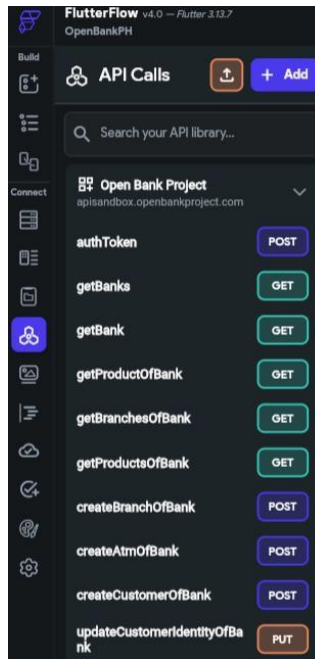 FlutterFlow v4.0 — Flutter 3.13.7
OpenBankPH
Build
API Calls
+ Add
Search your API library...
Connect
Open Bank Project
apisandbox.openbankproject.com
authToken POST
getBanks GET
getBank GET
getProductOfBank GET
getBranchesOfBank GET
getProductsOfBank GET
createBranchOfBank POST
createAtmOfBank POST
createCustomerOfBank POST
updateCustomerIdentityOfBa
nk
PUT